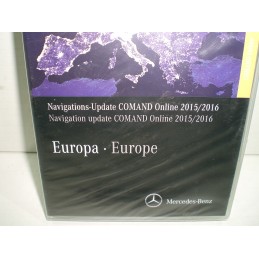 Navigations-Update COMAND Online 2015/2016
Navigation update COMAND Online 2015/2016
Europa · Europe
Mercedes-Benz